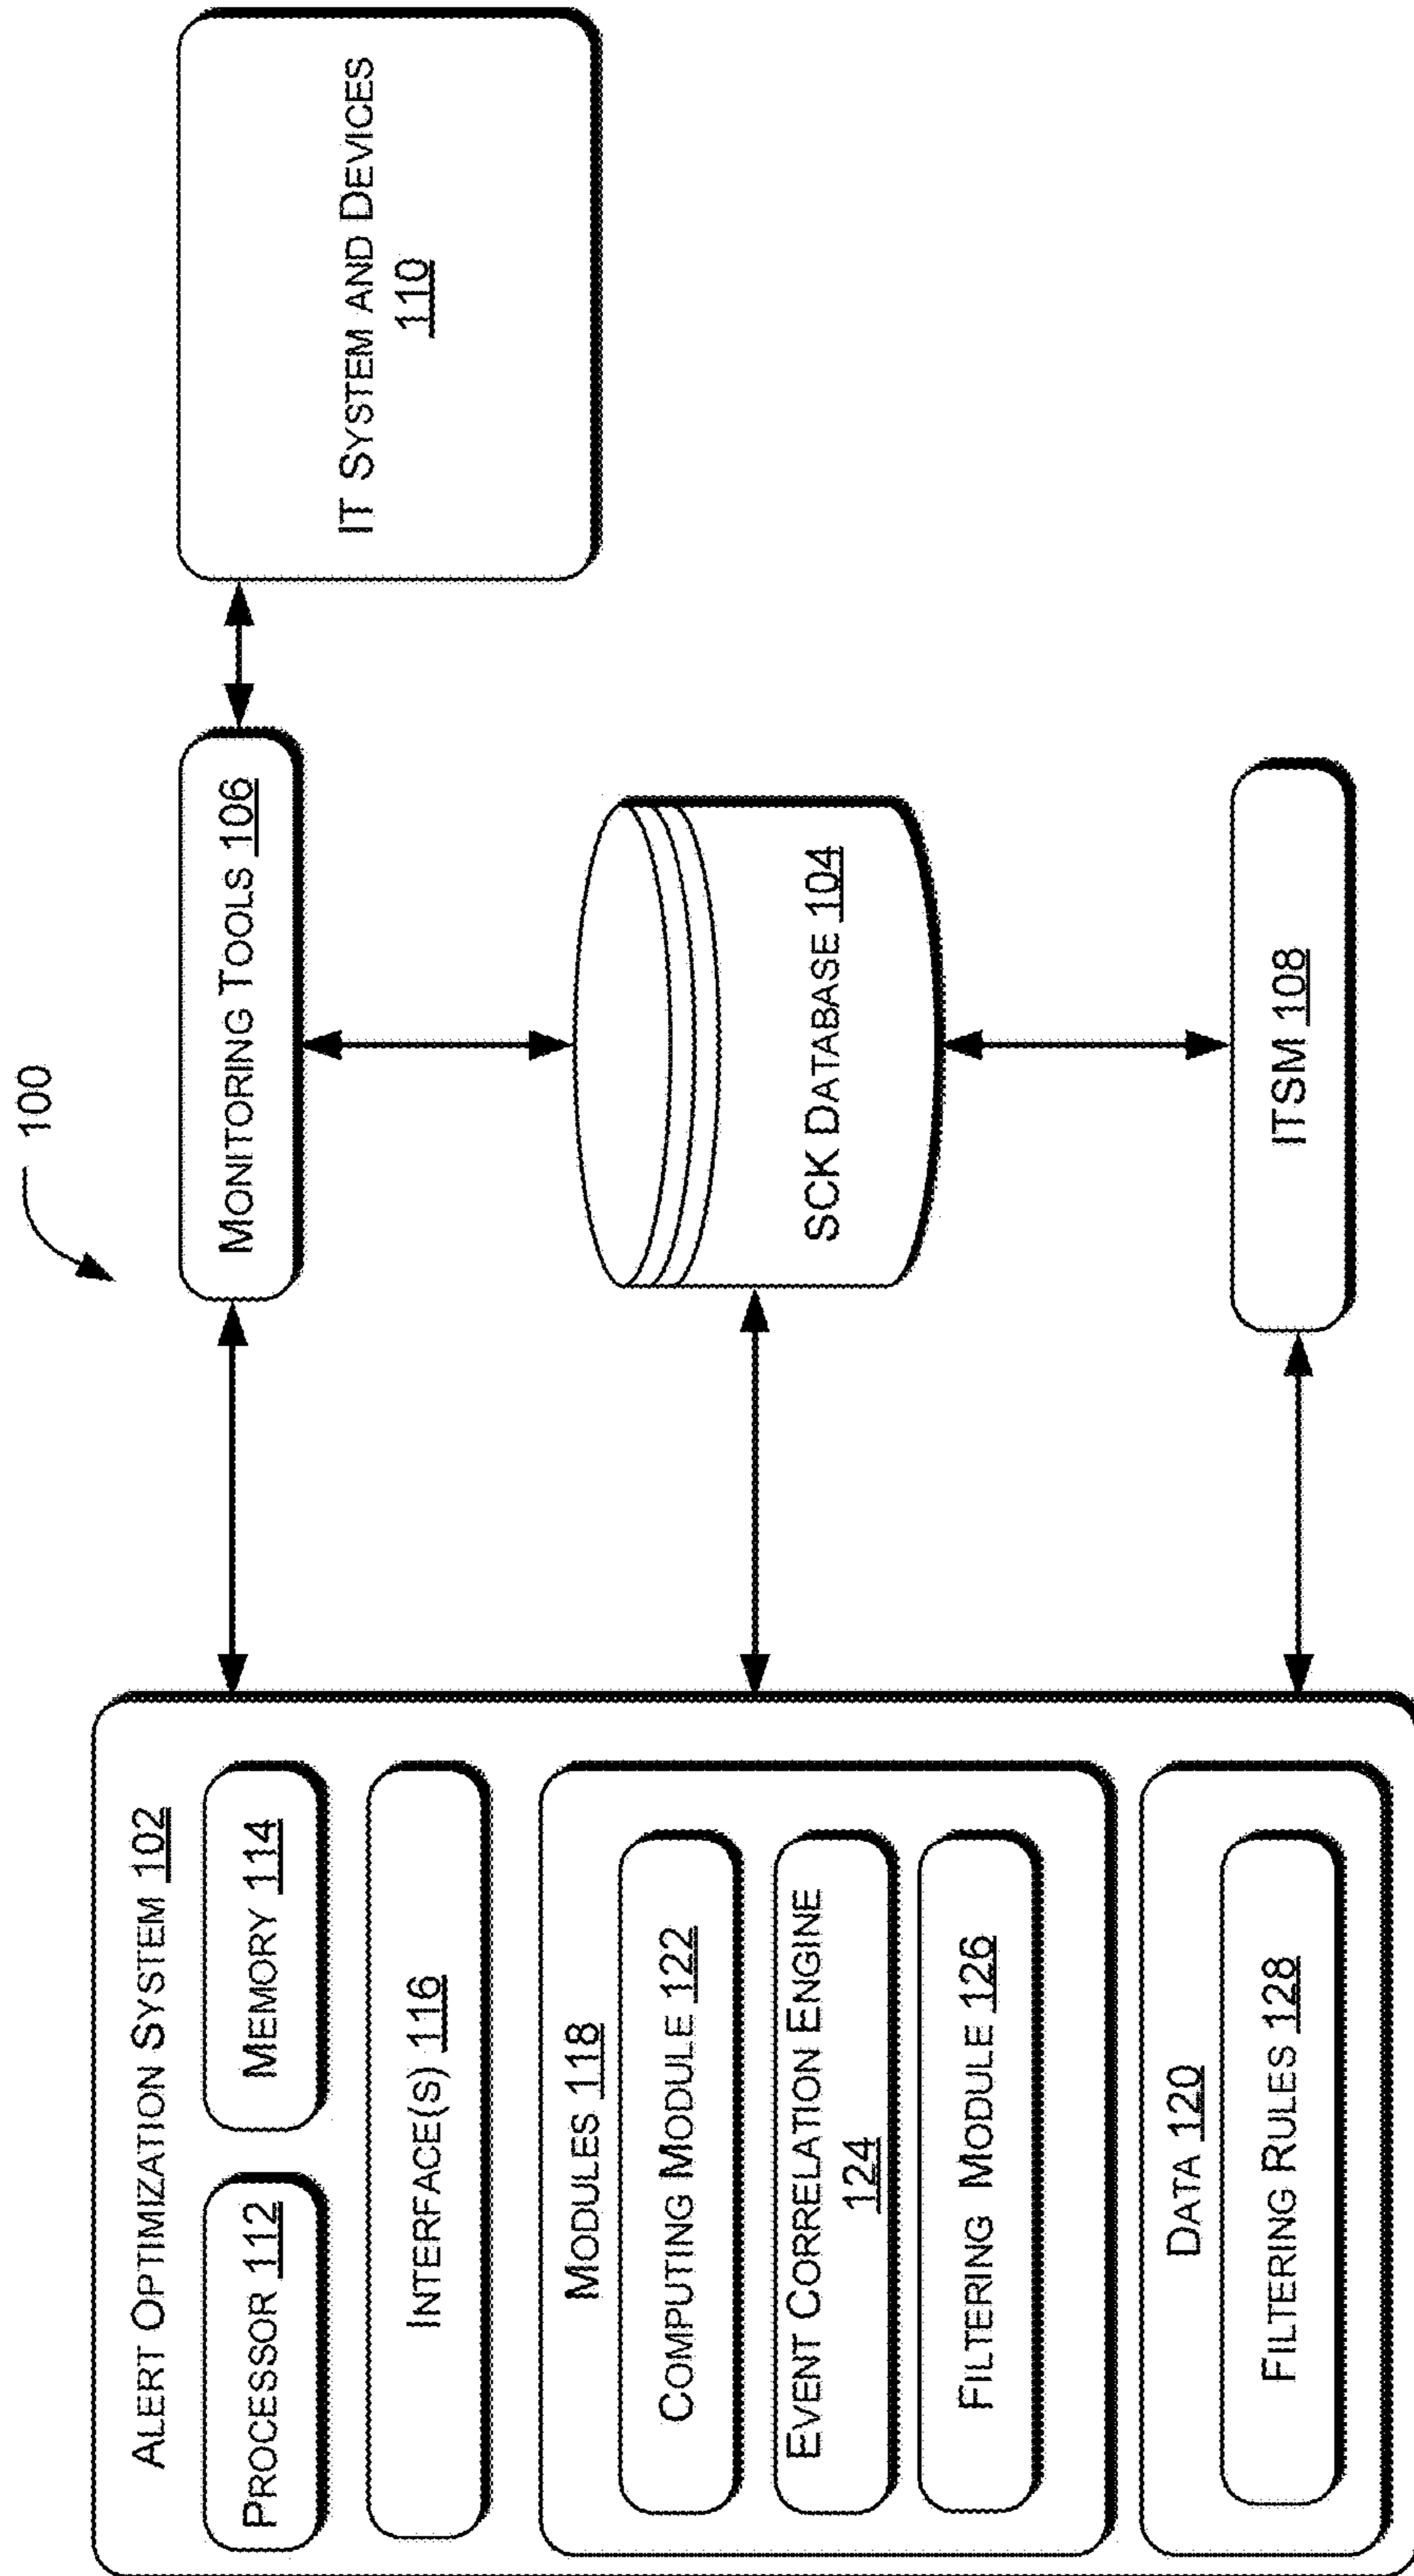 100
ALERT OPTIMIZATION SYSTEM 102
PROCESSOR 112
MEMORY 114
INTERFACE(S) 116
MODULES 118
COMPUTING MODULE 122
EVENT CORRELATION ENGINE
124
FILTERING MODULE 126
DATA 120
FILTERING RULES 128
MONITORING TOOLS 106
SCK DATABASE 104
ITSM 108
IT SYSTEM AND DEVICES
110